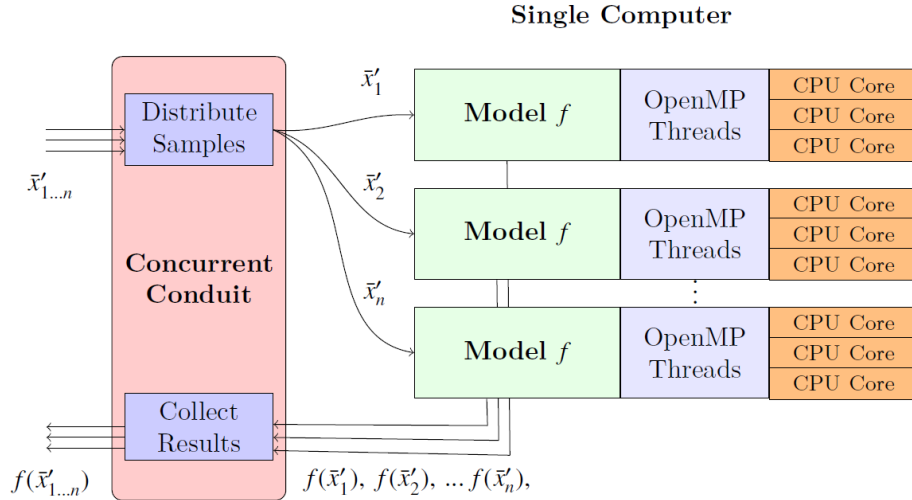 Single Computer
x̄′₁
Distribute
Samples
Model f
OpenMP
Threads
CPU Core
CPU Core
CPU Core
x̄′₁...ₙ
x̄′₂
Model f
OpenMP
Threads
CPU Core
CPU Core
CPU Core
Concurrent
Conduit
x̄′ₙ
⋮
Model f
OpenMP
Threads
CPU Core
CPU Core
CPU Core
Collect
Results
f(x̄′₁...ₙ)
f(x̄′₁), f(x̄′₂), ... f(x̄′ₙ),